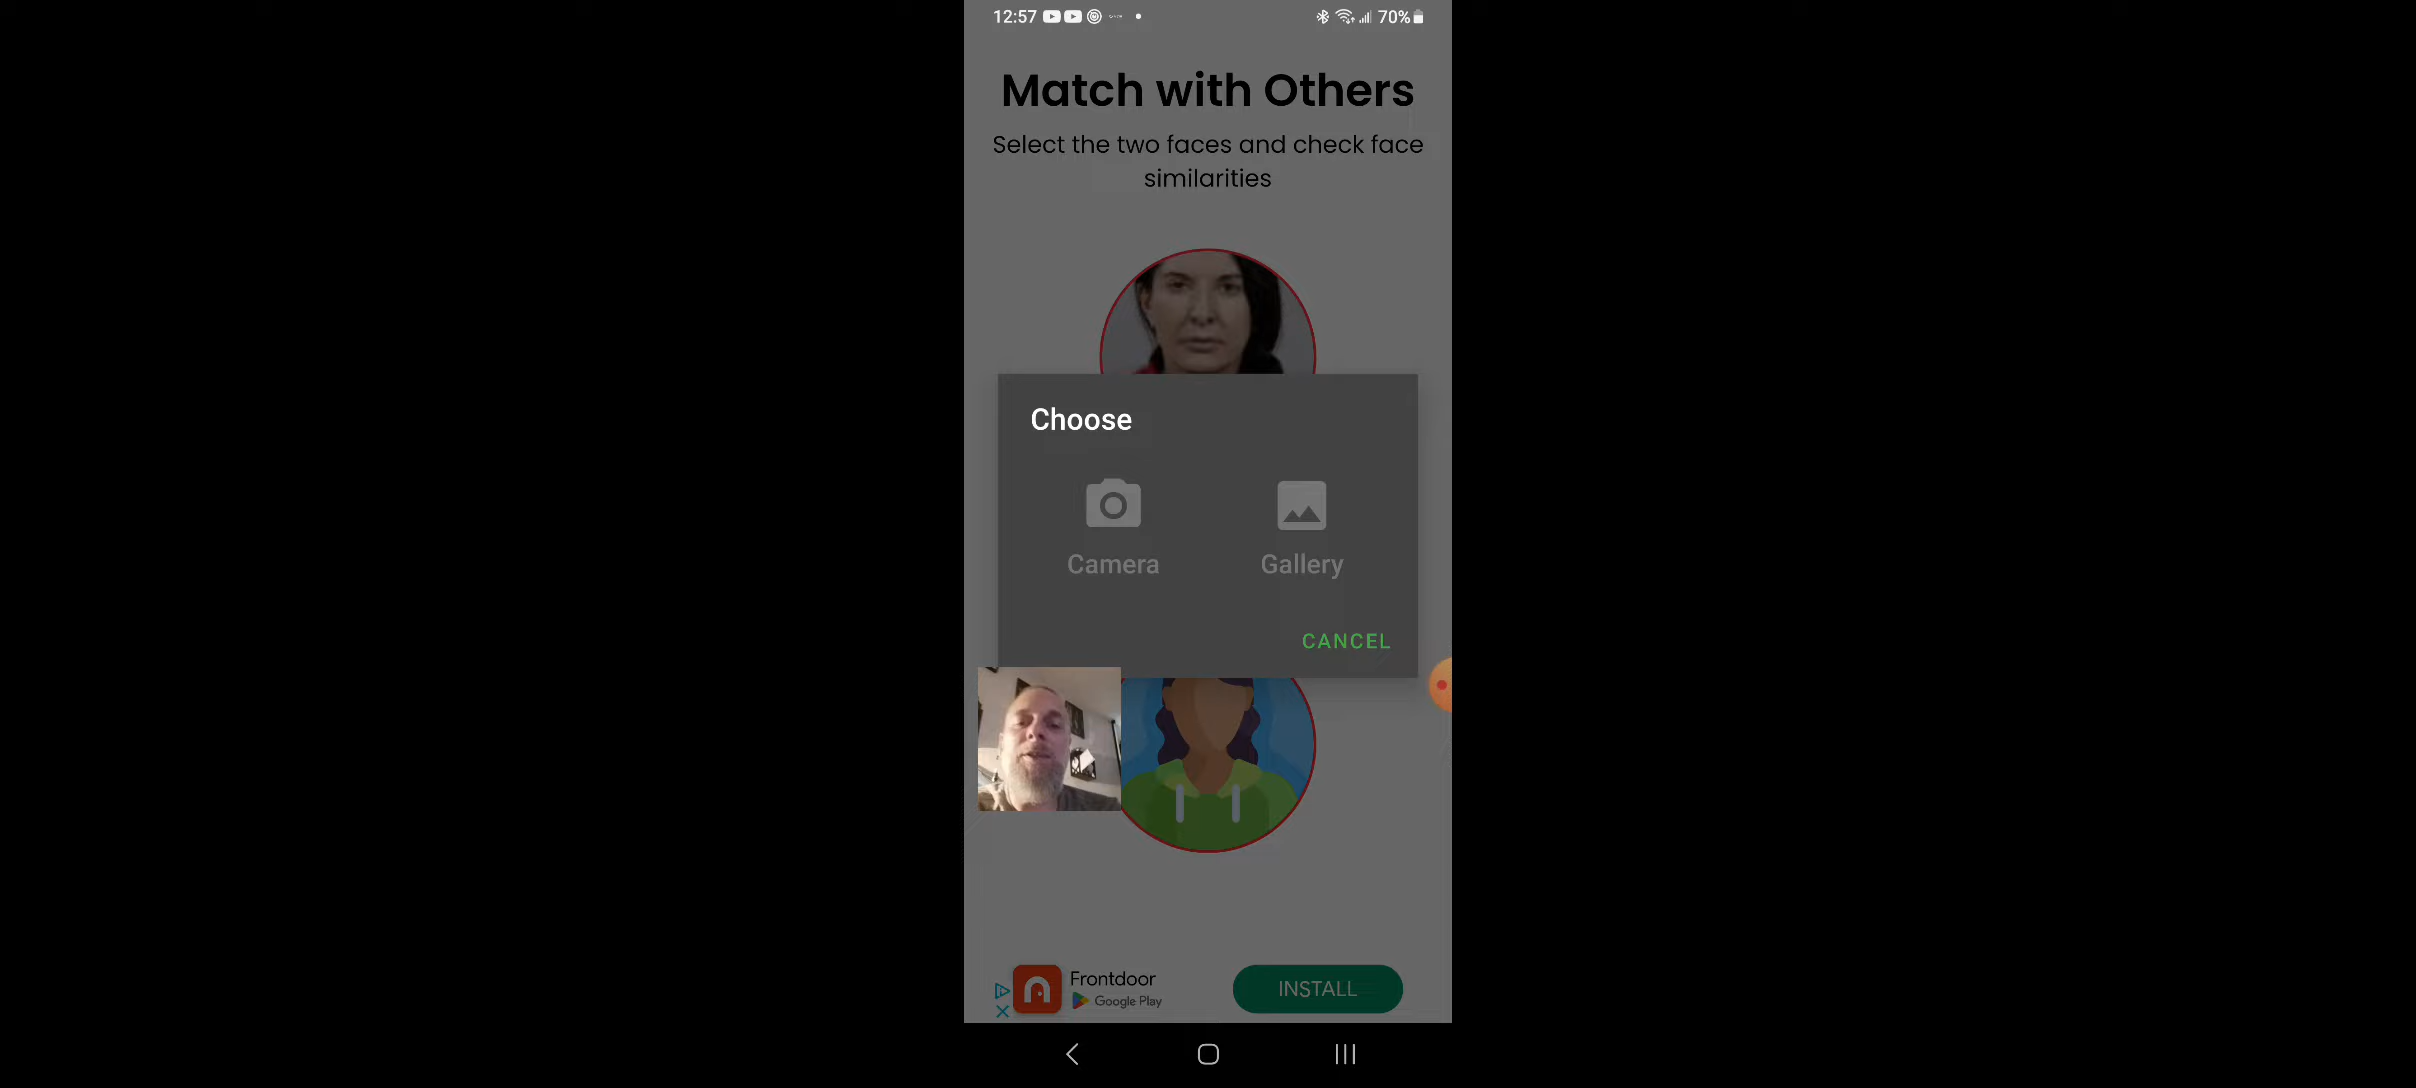 12:57
70%
Match with Others
Select the two faces and check face
similarities
Choose
Camera
Gallery
CANCEL
Frontdoor
Google Play
INSTALL